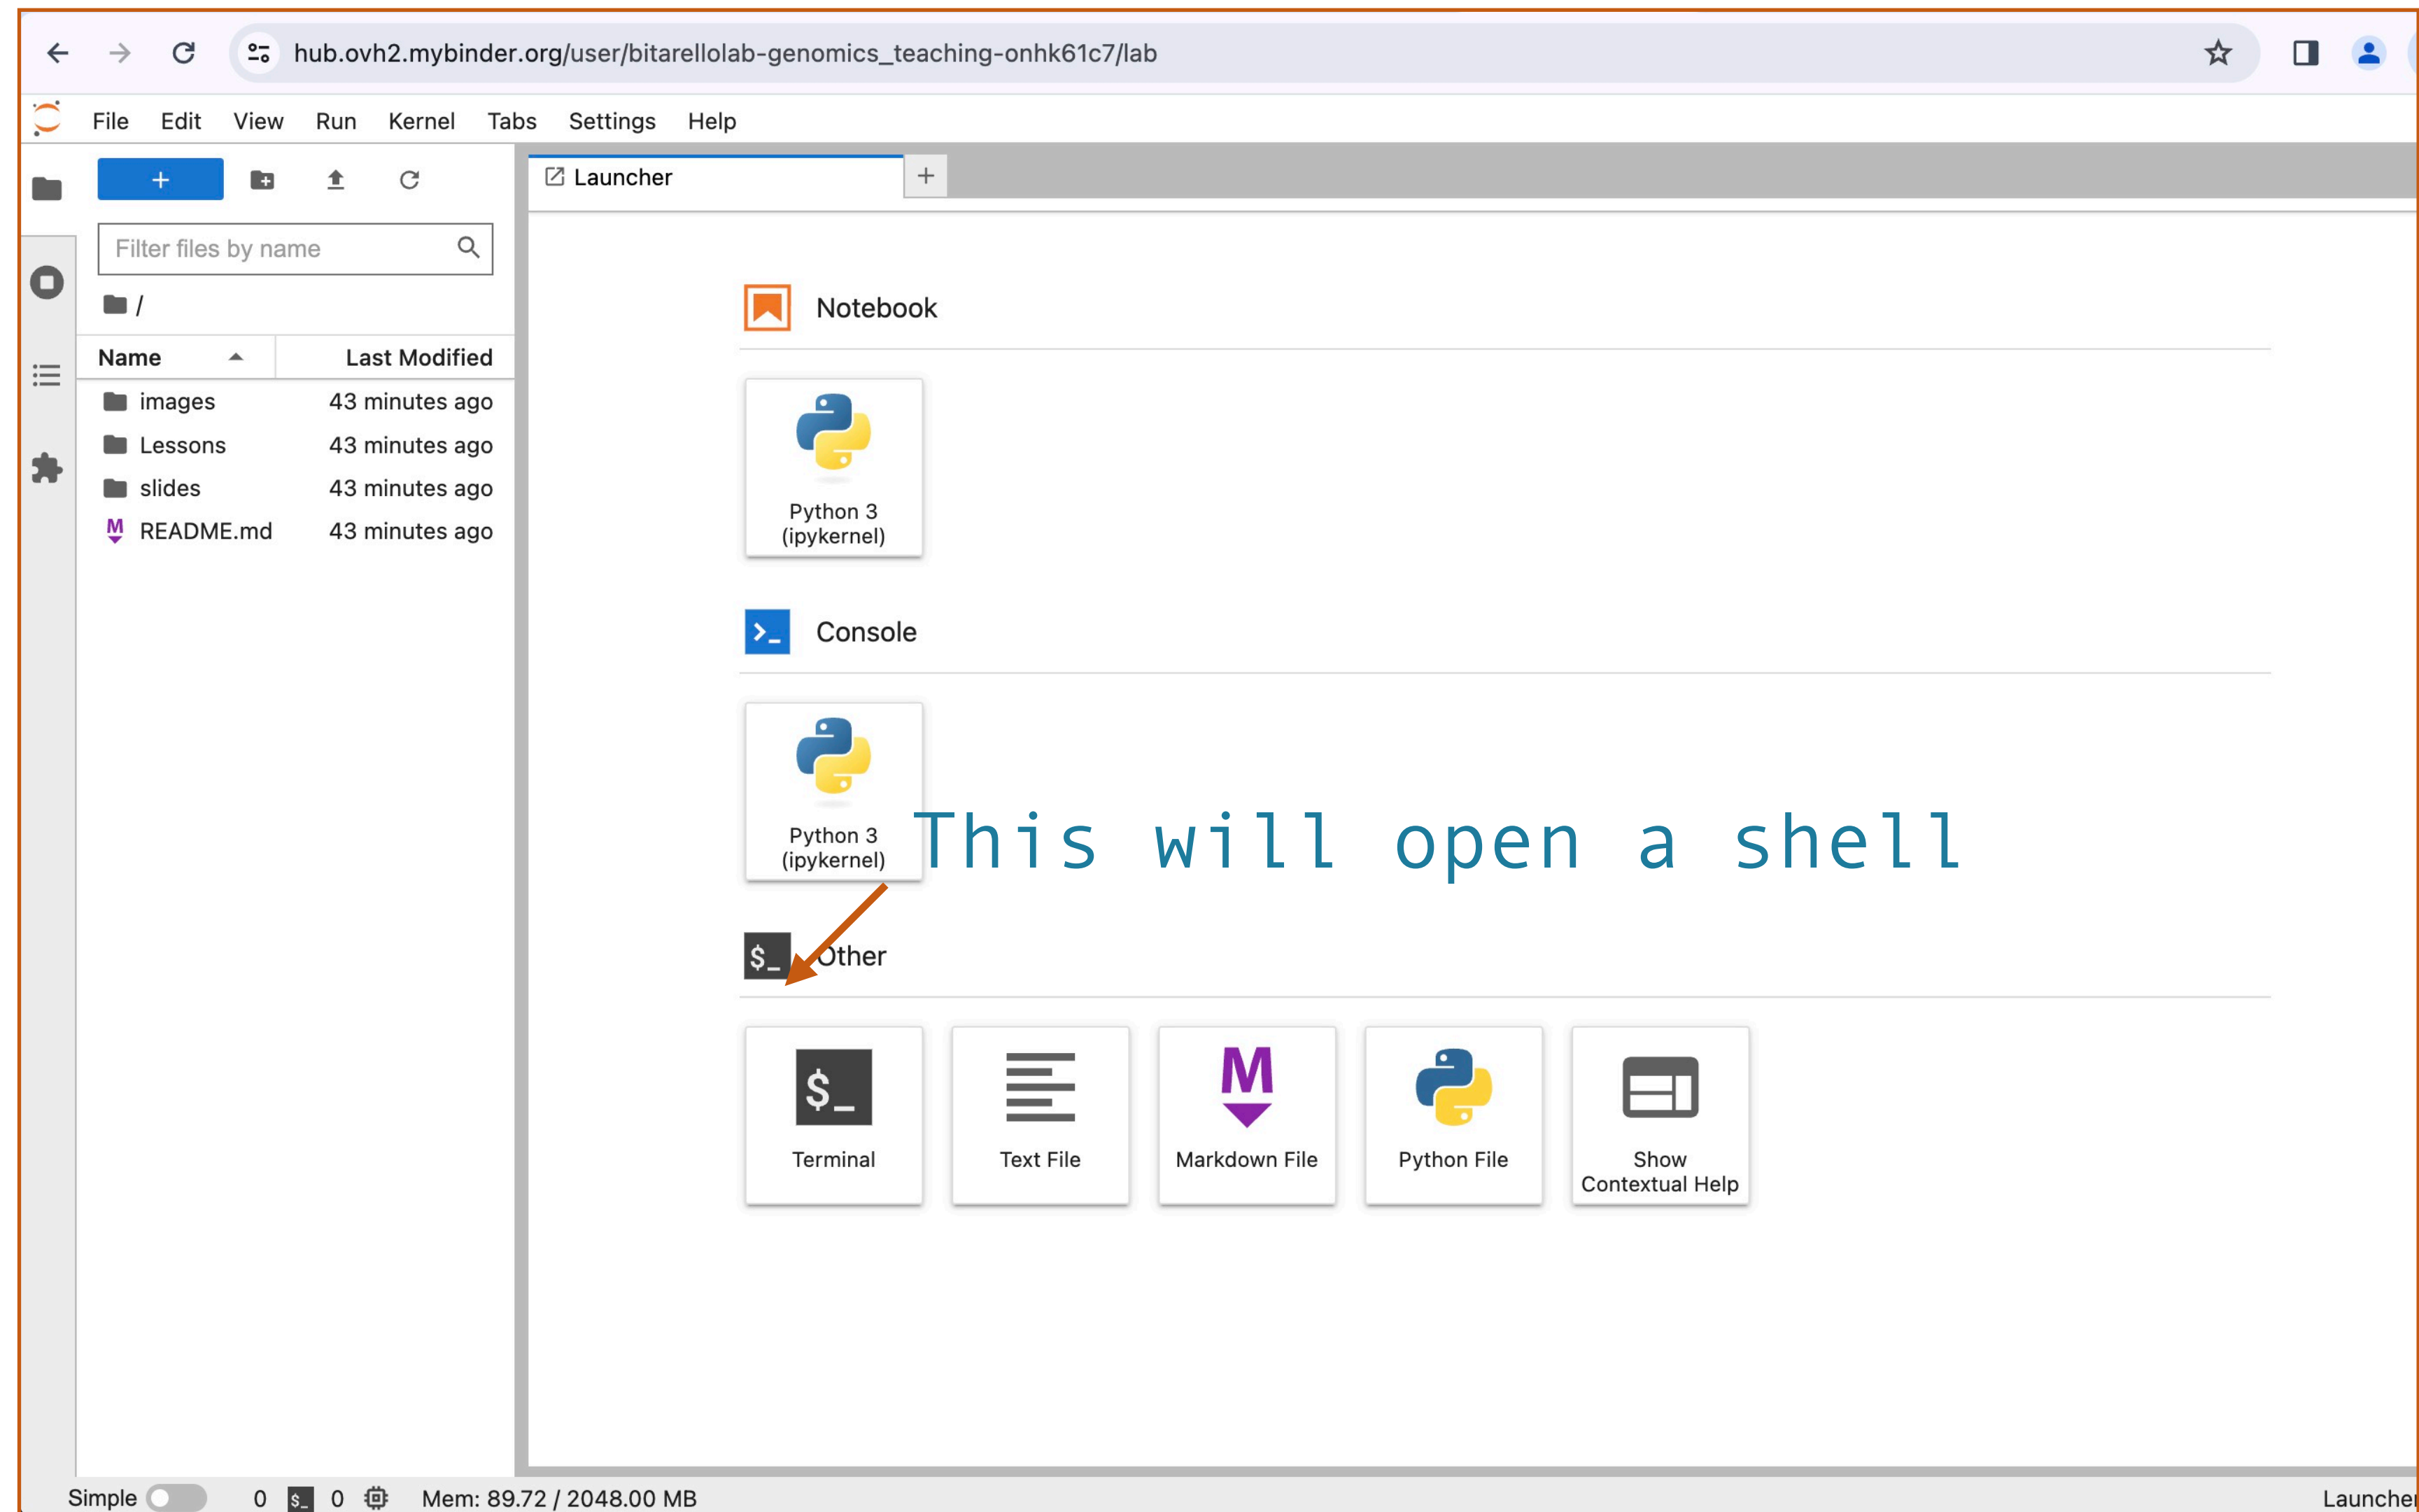 hub.ovh2.mybinder.org/user/bitarellolab-genomics_teaching-onhk61c7/lab
File Edit View Run Kernel Tabs Settings Help
+
Launcher +
Filter files by name
/
Name Last Modified
images 43 minutes ago
Lessons 43 minutes ago
slides 43 minutes ago
M README.md 43 minutes ago
Notebook
Python 3
(ipykernel)
>_ Console
Python 3
(ipykernel)
This will open a shell
$_ Other
$_
Terminal
Text File
M
Markdown File
Python File
Show
Contextual Help
Simple 0 $_ 0 Mem: 89.72 / 2048.00 MB
Launcher